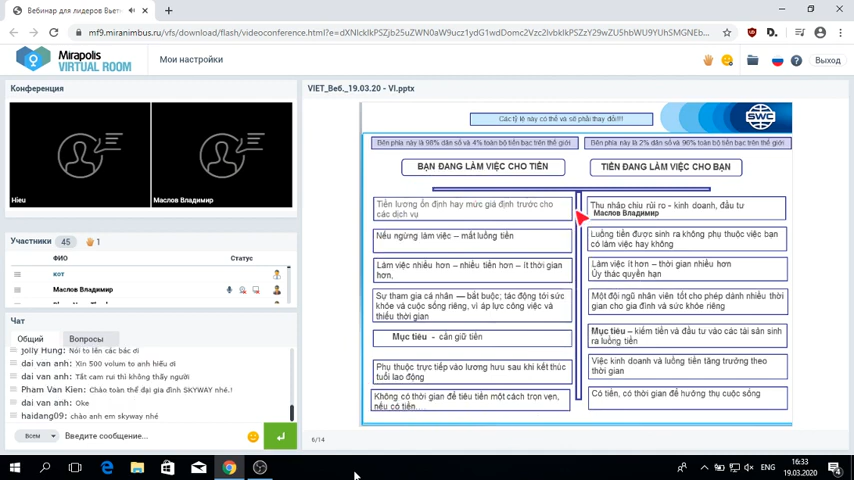 Вебинар для лидеров Вьетн
mf9.miranimbus.ru/vfs/download/flash/videoconference.html?e=
Mirapolis
VIRTUAL ROOM
Мои настройки
Выход
Конференция
Hieu
Маслов Владимир
Участники 45 1
ФИО
Статус
кот
Маслов Владимир
Чат
Общий
Вопросы
jolly Hung: Nói to lên các bác ơi
dai van anh: Xin 500 volum to anh hiếu ơi
dai van anh: Tắt cam rui thi không thấy người
Pham Van Kien: Chào toàn thể đại gia đình SKYWAY nhé.!
dai van anh: Oke
haidang09: chào anh em skyway nhé
Всем
Введите сообщение...
VIET_Веб._19.03.20 - VI.pptx
Các tỷ lệ này có thể và sẽ phải thay đổi!!!!
SWC
Bên phía này là 98% dân số và 4% toàn bộ tiền bạc trên thế giới
Bên phía này là 2% dân số và 96% toàn bộ tiền bạc trên thế giới
BẠN ĐANG LÀM VIỆC CHO TIỀN
TIỀN ĐANG LÀM VIỆC CHO BẠN
Tiền lương ổn định hay mức giá định trước cho
các dịch vụ
Thu nhập chịu rủi ro - kinh doanh, đầu tư
Маслов Владимир
Nếu ngừng làm việc – mất luồng tiền
Luồng tiền được sinh ra không phụ thuộc việc bạn
có làm việc hay không
Làm việc nhiều hơn – nhiều tiền hơn – ít thời gian
hơn,
Làm việc ít hơn – thời gian nhiều hơn
Ủy thác quyền hạn
Sự tham gia cá nhân — bắt buộc; tác động tới sức
khỏe và cuộc sống riêng, vì áp lực công việc và
thiếu thời gian
Một đội ngũ nhân viên tốt cho phép dành nhiều thời
gian cho gia đình và sức khỏe riêng
Mục tiêu - cần giữ tiền
Mục tiêu – kiếm tiền và đầu tư vào các tài sản sinh
ra luồng tiền
Phụ thuộc trực tiếp vào lương hưu sau khi kết thúc
tuổi lao động
Việc kinh doanh và luồng tiền tăng trưởng theo
thời gian
Không có thời gian để tiêu tiền một cách trọn vẹn,
nếu có tiền….
Có tiền, có thời gian để hưởng thụ cuộc sống
6/14
ENG
16:33
19.03.2020